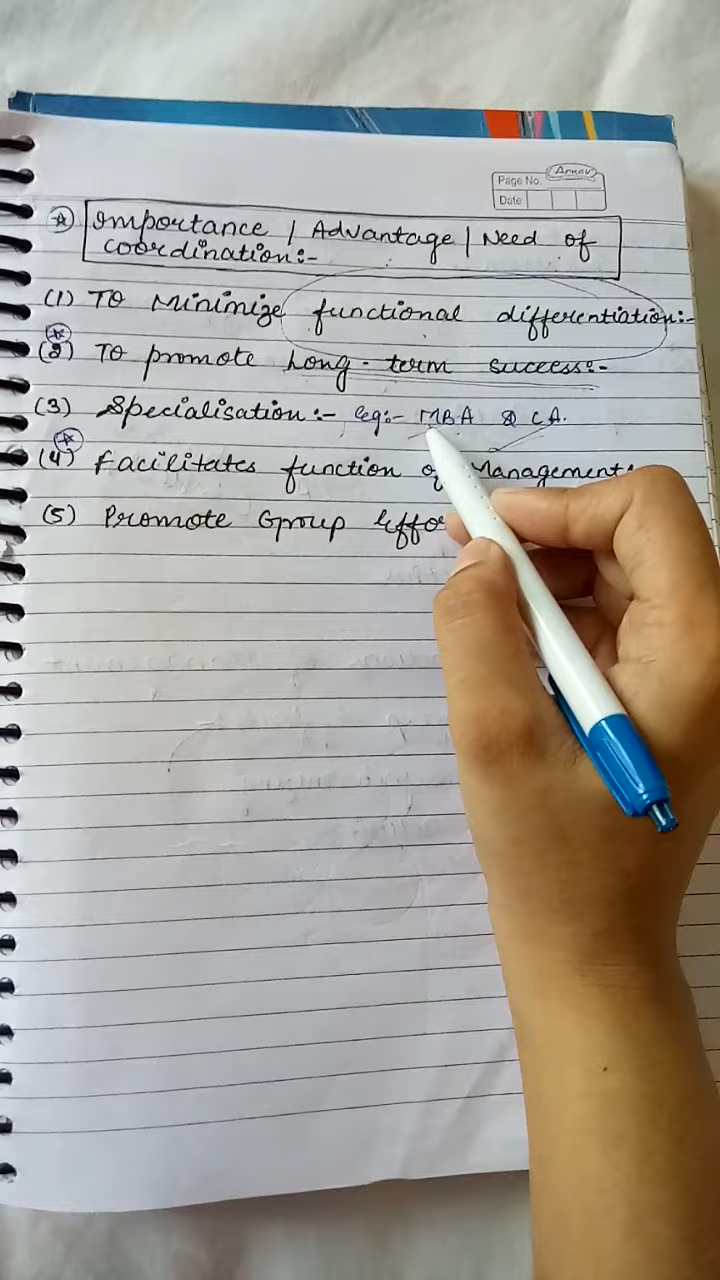 Page No. Arnav
Date
Importance / Advantage / Need of
coordination:-
(1) To Minimize functional differentiation:-
(2) To promote Long-term success:-
(3) Specialisation:- eg:- MBA & CA.
(4) Facilitates function of Management:
(5) Promote Group Effo